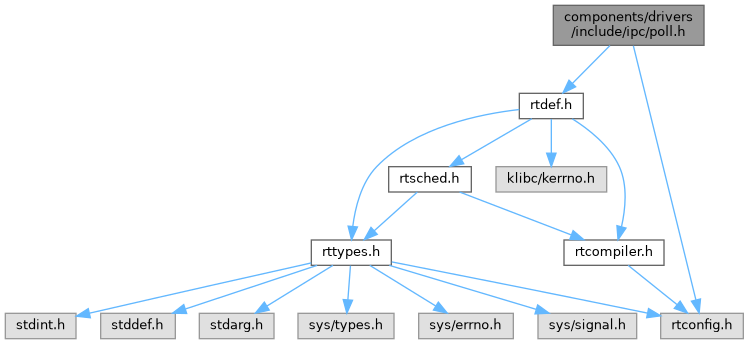 components/drivers
/include/ipc/poll.h
rtdef.h
rtsched.h
klibc/kerrno.h
rttypes.h
rtcompiler.h
stdint.h
stddef.h
stdarg.h
sys/types.h
sys/errno.h
sys/signal.h
rtconfig.h